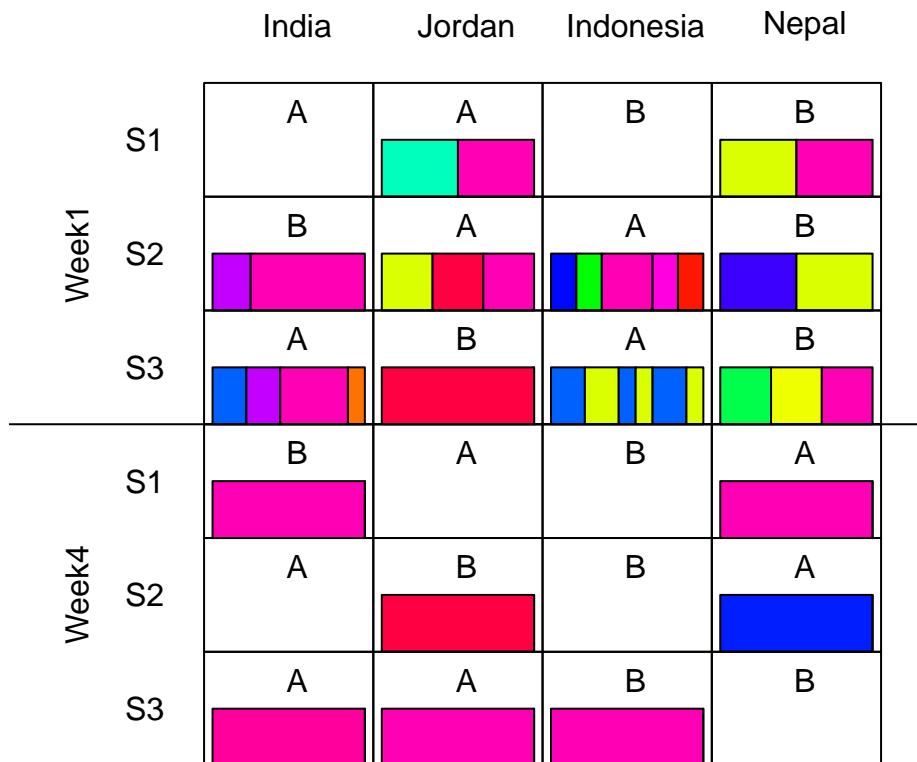 India Jordan Indonesia Nepal
Week1
S1 A A B B
S2 B A A B
S3 A B A B
Week4
S1 B A B A
S2 A B B A
S3 A A B B